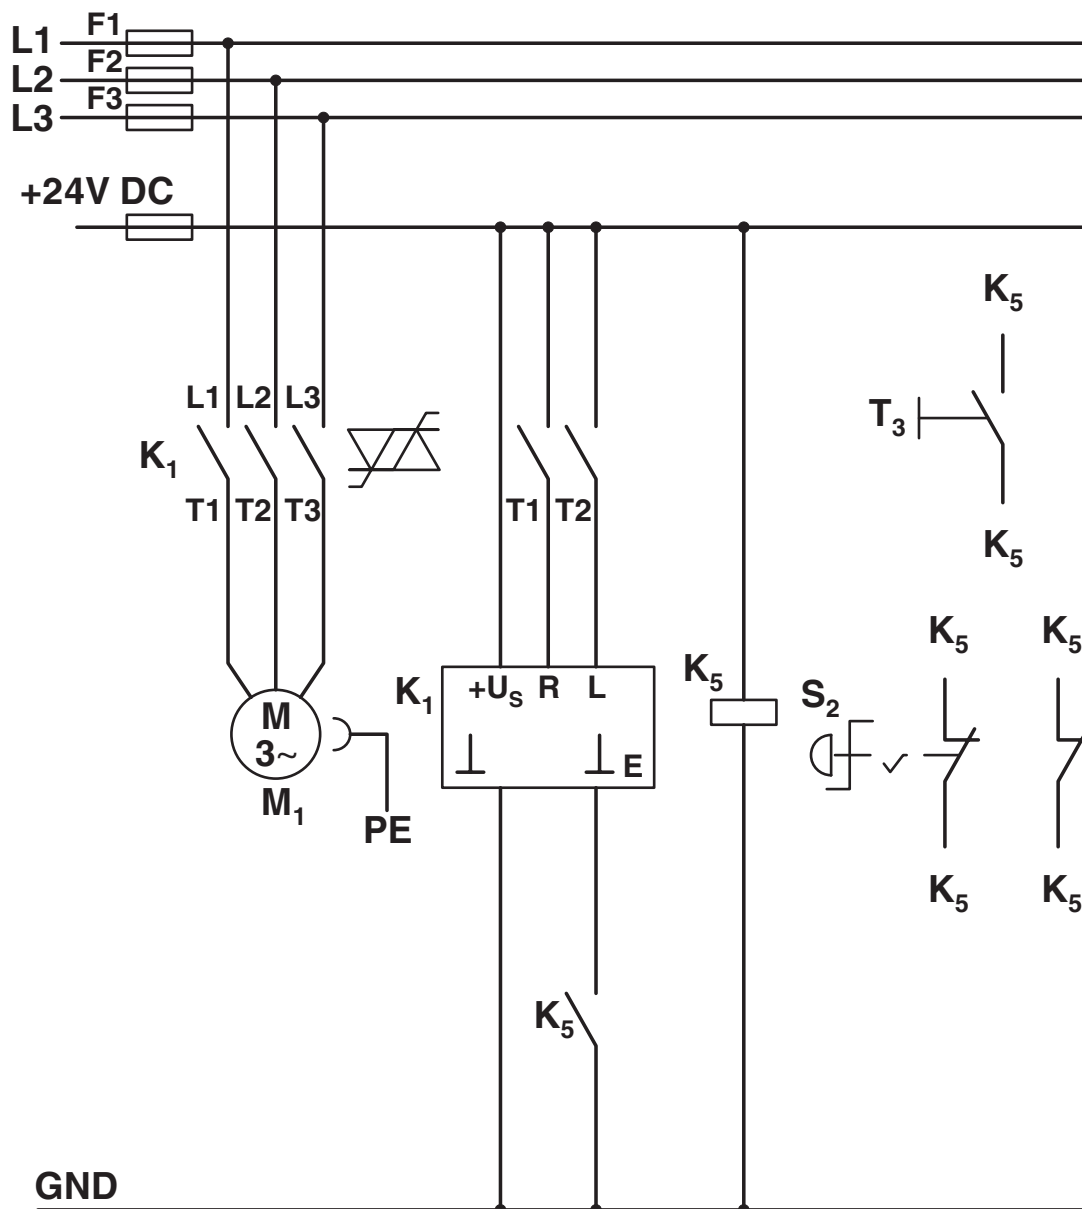 L1 F1
L2 F2
L3 F3
+24V DC
K5
L1 L2 L3
T3
K1
T1 T2 T3 T1 T2
K5
K5 K5
K1 +US R L K5 S2
M
3~
E
M1
PE
K5 K5
K5
GND